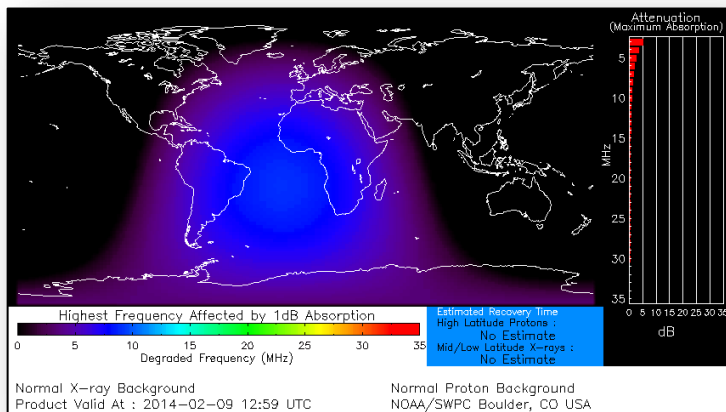 Attenuation
(Maximum Absorption)
5
10
15
20
25
30
35
MHz
0 5 10 15 20 25 30 35
dB
Highest Frequency Affected by 1dB Absorption
0 5 10 15 20 25 30 35
Degraded Frequency (MHz)
Estimated Recovery Time
High Latitude Protons :
No Estimate
Mid/Low Latitude X-rays :
No Estimate
Normal X-ray Background
Product Valid At : 2014-02-09 12:59 UTC
Normal Proton Background
NOAA/SWPC Boulder, CO USA